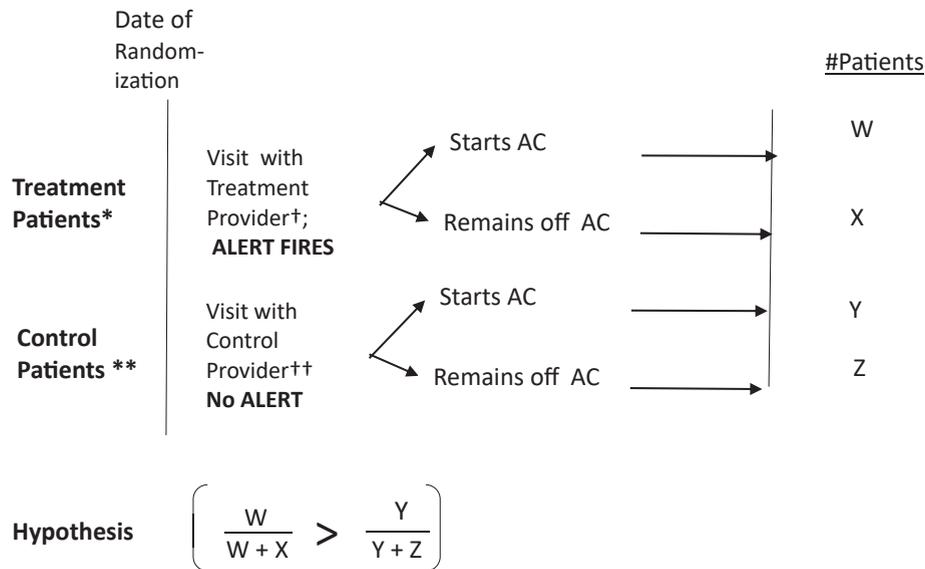 Date of
Random-
ization
#Patients
Treatment
Patients*
Visit with
Treatment
Provider†;
ALERT FIRES
Starts AC
W
Remains off AC
X
Control
Patients **
Visit with
Control
Provider††
No ALERT
Starts AC
Y
Remains off AC
Z
Hypothesis
W
W + X
>
Y
Y + Z